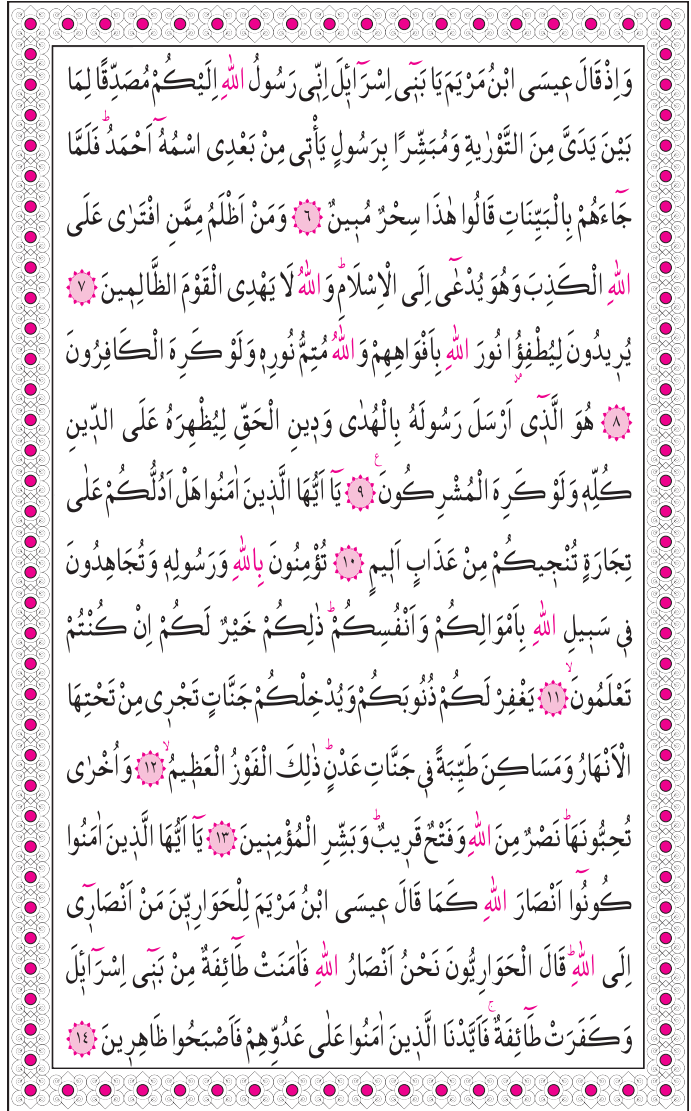 وَاِذْ قَالَ عٖيسَى ابْنُ مَرْيَمَ يَا بَنٖٓى اِسْرَٓائٖلَ اِنّٖى رَسُولُ اللّٰهِ اِلَيْكُمْ مُصَدِّقًا لِمَا
بَيْنَ يَدَىَّ مِنَ التَّوْرٰيةِ وَمُبَشِّرًا بِرَسُولٍ يَأْتٖى مِنْ بَعْدِى اسْمُهُٓ اَحْمَدُؕ فَلَمَّا
جَٓاءَهُمْ بِالْبَيِّنَاتِ قَالُوا هٰذَا سِحْرٌ مُبٖينٌ ﴿٦﴾ وَمَنْ اَظْلَمُ مِمَّنِ افْتَرٰى عَلَى
اللّٰهِ الْكَذِبَ وَهُوَ يُدْعٰٓى اِلَى الْاِسْلَامِؕ وَاللّٰهُ لَا يَهْدِى الْقَوْمَ الظَّالِمٖينَ ﴿٧﴾
يُرٖيدُونَ لِيُطْفِؤُ۫ا نُورَ اللّٰهِ بِاَفْوَاهِهِمْ وَاللّٰهُ مُتِمُّ نُورِهٖ وَلَوْ كَرِهَ الْكَافِرُونَ
﴿٨﴾ هُوَ الَّذٖٓى اَرْسَلَ رَسُولَهُ بِالْهُدٰى وَدٖينِ الْحَقِّ لِيُظْهِرَهُ عَلَى الدّٖينِ
كُلِّهٖۙ وَلَوْ كَرِهَ الْمُشْرِكُونَࣖ ﴿٩﴾ يَٓا اَيُّهَا الَّذٖينَ اٰمَنُوا هَلْ اَدُلُّكُمْ عَلٰى
تِجَارَةٍ تُنْجٖيكُمْ مِنْ عَذَابٍ اَلٖيمٍ ﴿١٠﴾ تُؤْمِنُونَ بِاللّٰهِ وَرَسُولِهٖ وَتُجَاهِدُونَ
فٖى سَبٖيلِ اللّٰهِ بِاَمْوَالِكُمْ وَاَنْفُسِكُمْؕ ذٰلِكُمْ خَيْرٌ لَكُمْ اِنْ كُنْتُمْ
تَعْلَمُونَۙ ﴿١١﴾ يَغْفِرْ لَكُمْ ذُنُوبَكُمْ وَيُدْخِلْكُمْ جَنَّاتٍ تَجْرٖى مِنْ تَحْتِهَا
الْاَنْهَارُ وَمَسَاكِنَ طَيِّبَةً فٖى جَنَّاتِ عَدْنٍؕ ذٰلِكَ الْفَوْزُ الْعَظٖيمُۙ ﴿١٢﴾ وَاُخْرٰى
تُحِبُّونَهَاؕ نَصْرٌ مِنَ اللّٰهِ وَفَتْحٌ قَرٖيبٌؕ وَبَشِّرِ الْمُؤْمِنٖينَ ﴿١٣﴾ يَٓا اَيُّهَا الَّذٖينَ اٰمَنُوا
كُونُٓوا اَنْصَارَ اللّٰهِ كَمَا قَالَ عٖيسَى ابْنُ مَرْيَمَ لِلْحَوَارِيّٖنَ مَنْ اَنْصَارٖٓى
اِلَى اللّٰهِؕ قَالَ الْحَوَارِيُّونَ نَحْنُ اَنْصَارُ اللّٰهِ فَاٰمَنَتْ طَٓائِفَةٌ مِنْ بَنٖٓى اِسْرَٓائٖلَ
وَكَفَرَتْ طَٓائِفَةٌۚ فَاَيَّدْنَا الَّذٖينَ اٰمَنُوا عَلٰى عَدُوِّهِمْ فَاَصْبَحُوا ظَاهِرٖينَ ﴿١٤﴾